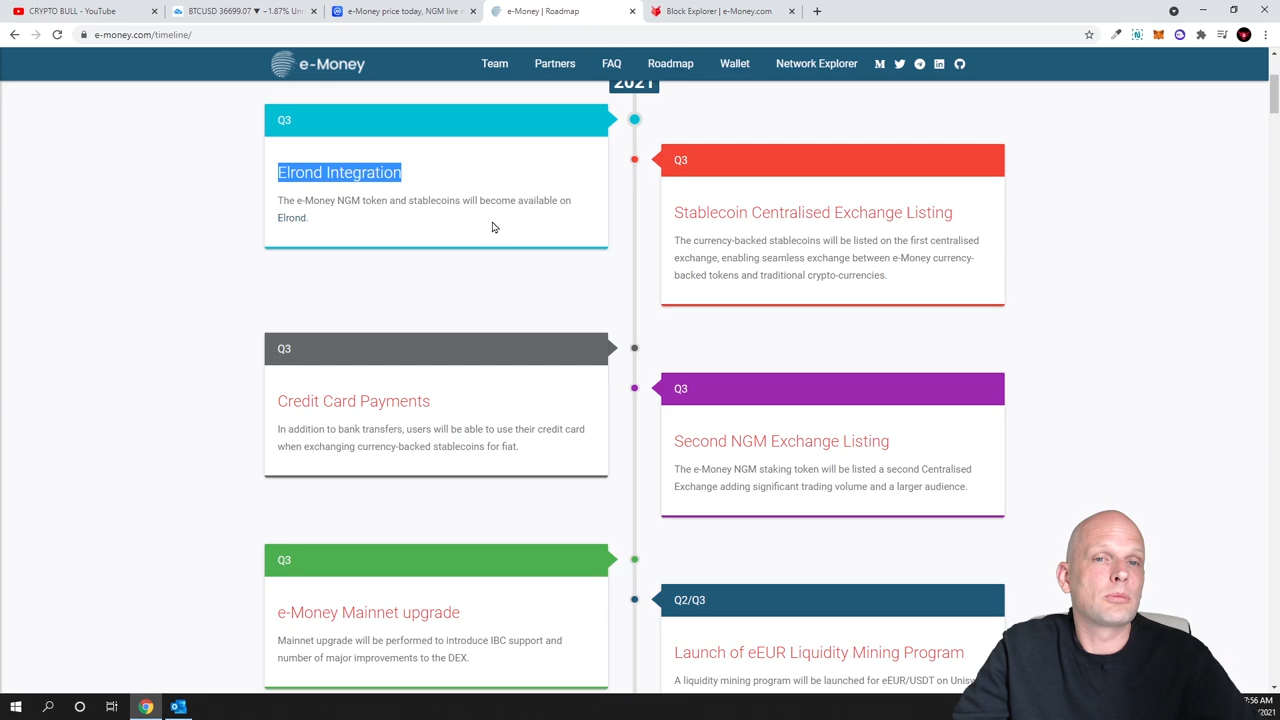 CRYPTO BULL - YouTube
BTCUSD 36699.07 ▼ −1.87% Un
e-Money price today, NGM live m
e-Money | Roadmap
Block Explorer | e-Money.com
e-money.com/timeline/
e-Money
Team
Partners
FAQ
Roadmap
Wallet
Network Explorer
2021
Q3
Elrond Integration
The e-Money NGM token and stablecoins will become available on
Elrond.
Q3
Stablecoin Centralised Exchange Listing
The currency-backed stablecoins will be listed on the first centralised
exchange, enabling seamless exchange between e-Money currency-
backed tokens and traditional crypto-currencies.
Q3
Credit Card Payments
In addition to bank transfers, users will be able to use their credit card
when exchanging currency-backed stablecoins for fiat.
Q3
Second NGM Exchange Listing
The e-Money NGM staking token will be listed a second Centralised
Exchange adding significant trading volume and a larger audience.
Q3
e-Money Mainnet upgrade
Mainnet upgrade will be performed to introduce IBC support and
number of major improvements to the DEX.
Q2/Q3
Launch of eEUR Liquidity Mining Program
A liquidity mining program will be launched for eEUR/USDT on Unisw
7:56 AM
/2021